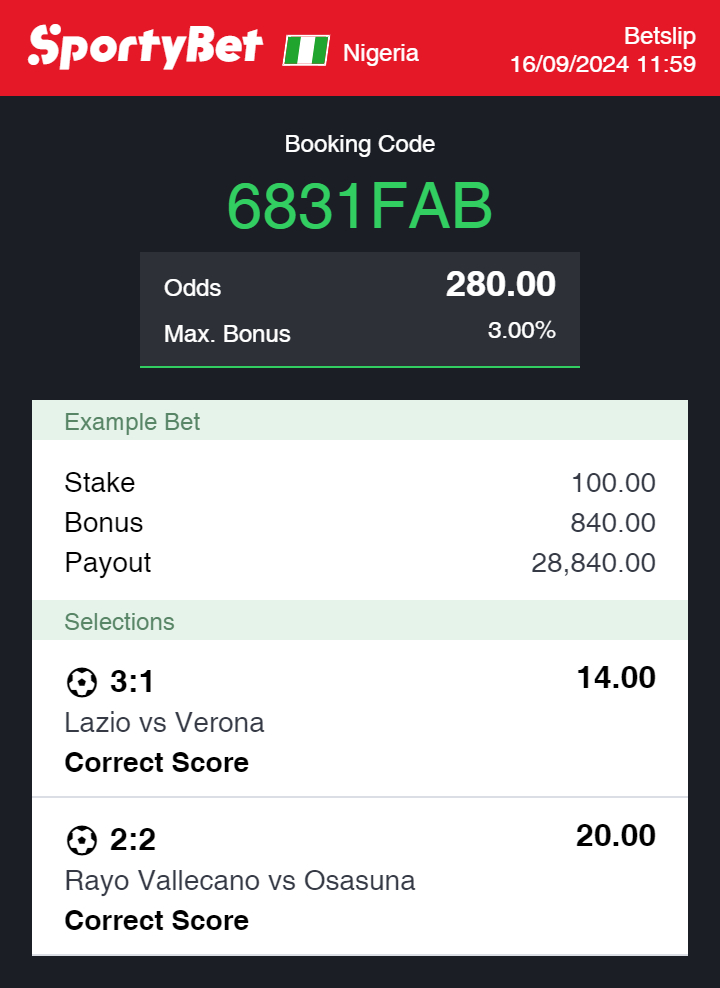 SportyBet
Nigeria
Betslip
16/09/2024 11:59
Booking Code
6831FAB
Odds 280.00
Max. Bonus 3.00%
Example Bet
Stake 100.00
Bonus 840.00
Payout 28,840.00
Selections
3:1 14.00
Lazio vs Verona
Correct Score
2:2 20.00
Rayo Vallecano vs Osasuna
Correct Score